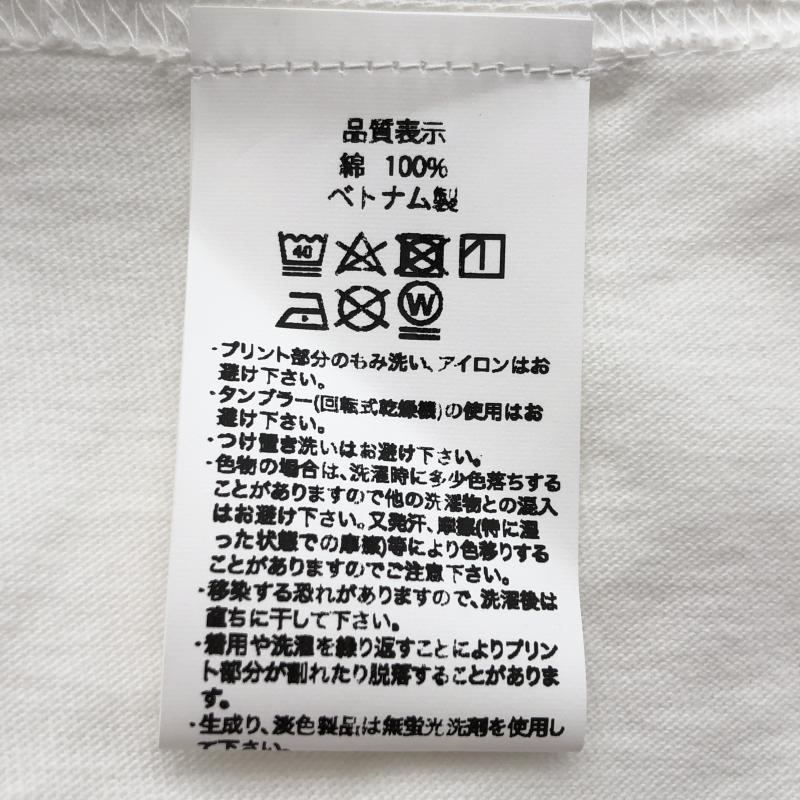 品質表示
綿 100%
ベトナム製
40
W
・プリント部分のもみ洗い、アイロンはお
避け下さい。
・タンブラー(回転式乾燥機)の使用はお
避け下さい。
・つけ置き洗いはお避け下さい。
・色物の場合は、洗濯時に多少色落ちする
ことがありますので他の洗濯物との混入
はお避け下さい。又発汗、摩擦(特に湿
った状態での摩擦)等により色移りする
ことがありますのでご注意下さい。
・移染する恐れがありますので、洗濯後は
直ちに干して下さい。
・着用や洗濯を繰り返すことによりプリン
ト部分が割れたり脱落することがありま
す。
・生成り、淡色製品は無蛍光洗剤を使用し
て下さい。